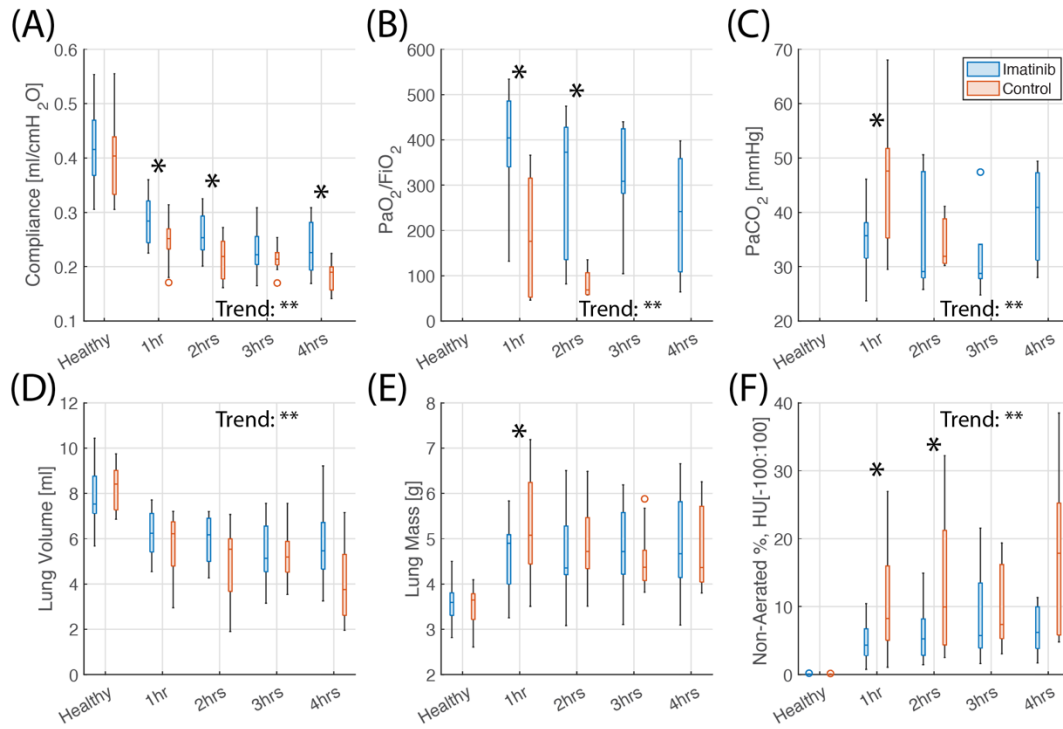 (A)
Compliance [ml/cmH2O]
0.6
0.5
0.4
0.3
0.2
0.1
*
*
*
Trend: **
Healthy
1hr
2hrs
3hrs
4hrs
(B)
PaO2/FiO2
600
500
400
300
200
100
0
*
*
Trend: **
Healthy
1hr
2hrs
3hrs
4hrs
(C)
PaCO2 [mmHg]
70
60
50
40
30
20
Imatinib
Control
*
Trend: **
Healthy
1hr
2hrs
3hrs
4hrs
(D)
Lung Volume [ml]
12
10
8
6
4
2
0
Trend: **
Healthy
1hr
2hrs
3hrs
4hrs
(E)
Lung Mass [g]
8
7
6
5
4
3
2
*
Healthy
1hr
2hrs
3hrs
4hrs
(F)
Non-Aerated %, HU[-100:100]
40
30
20
10
0
Trend: **
*
*
Healthy
1hr
2hrs
3hrs
4hrs